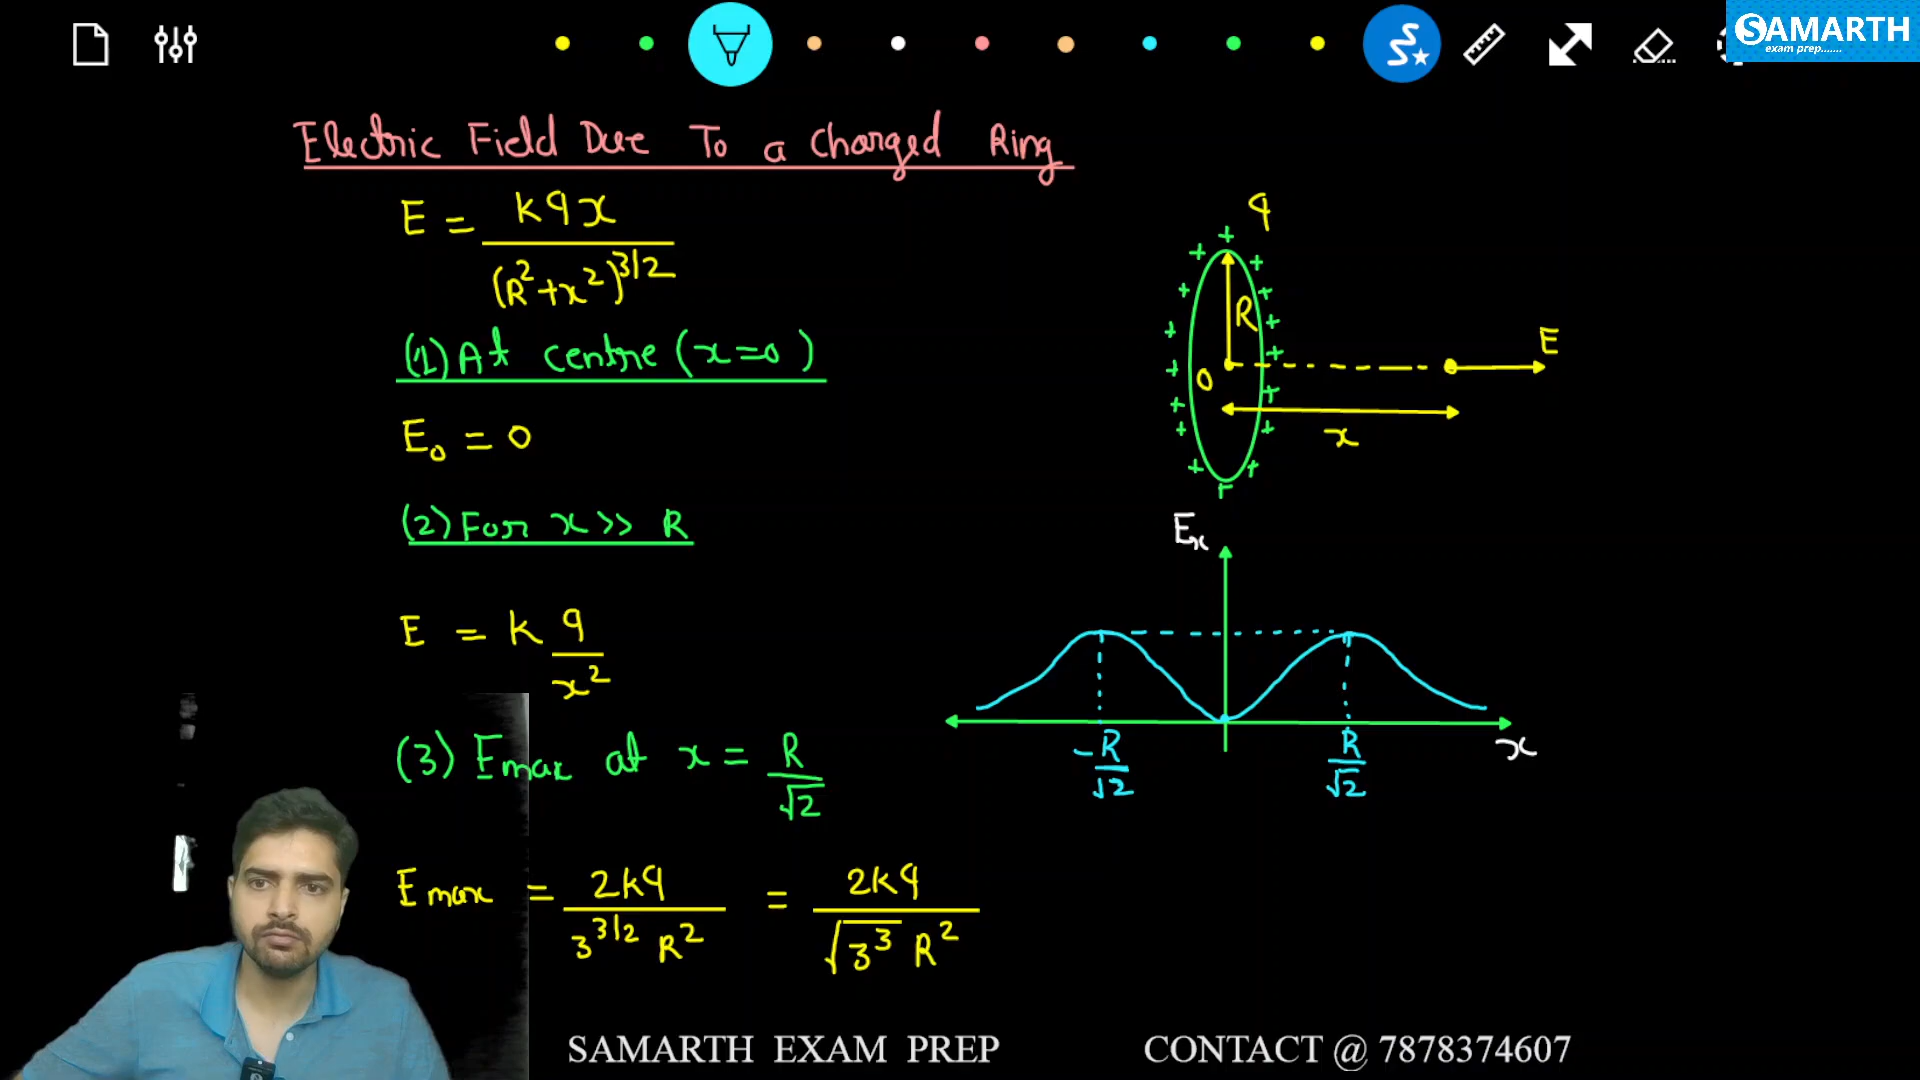 SAMARTH
exam prep......
Electric Field Due To a Charged Ring
E = kqx / (R²+x²)^3/2
(1) At centre (x=0)
E₀ = 0
(2) For x >> R
E = k q / x²
(3) Emax at x = R / √2
Emax = 2kq / 3^3/2 R² = 2kq / √3³ R²
q
R
O
E
x
Ex
-R / √2
R / √2
x
SAMARTH EXAM PREP
CONTACT @ 7878374607